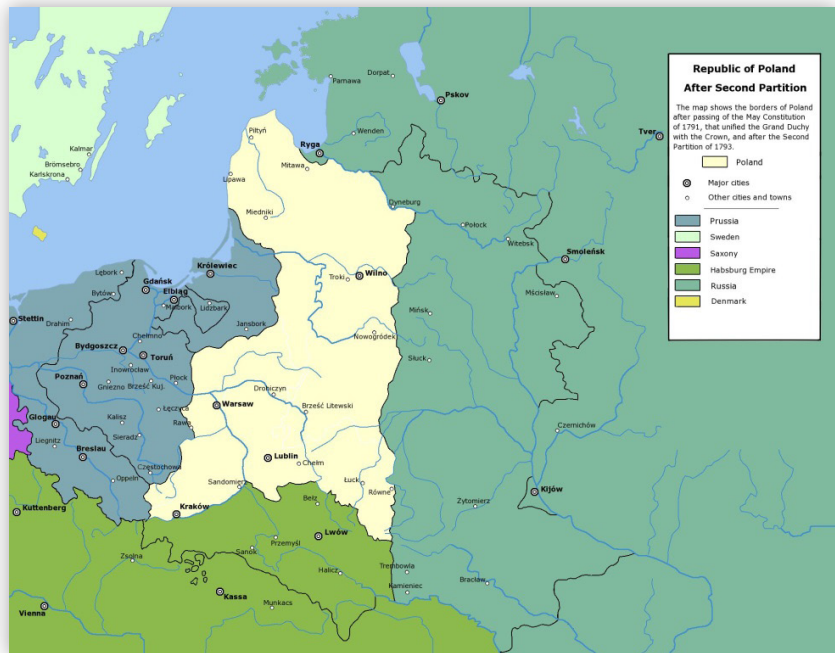 Republic of Poland
After Second Partition
The map shows the borders of Poland
after passing of the May Constitution
of 1791, that unified the Grand Duchy
with the Crown, and after the Second
Partition of 1793.
Poland
Major cities
Other cities and towns
Prussia
Sweden
Saxony
Habsburg Empire
Russia
Denmark
Parnawa
Dorpat
Pskov
Tver
Kalmar
Brömsebro
Karlskrona
Piltyń
Wenden
Ryga
Mitawa
Lipawa
Miedniki
Dyneburg
Połock
Witebsk
Smoleńsk
Lębork
Królewiec
Gdańsk
Bytów
Elbląg
Malbork
Lidzbark
Troki
Wilno
Mińsk
Mścisław
Stettin
Drahim
Chełmno
Jansbork
Nowogródek
Bydgoszcz
Toruń
Inowrocław
Słuck
Poznań
Gniezno
Brześć Kuj.
Płock
Drohiczyn
Warsaw
Brześć Litewski
Łęczyca
Głogau
Kalisz
Rawa
Liegnitz
Sieradz
Czernichów
Breslau
Lublin
Chełm
Częstochowa
Oppeln
Sandomierz
Łuck
Równe
Kijów
Kuttenberg
Kraków
Bełz
Żytomierz
Lwów
Przemyśl
Sanok
Zsolna
Halicz
Trembowla
Kamieniec
Bracław
Kassa
Munkacs
Vienna